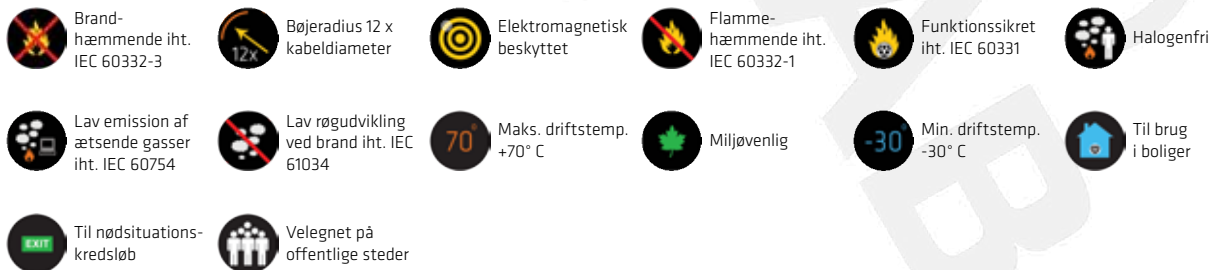 Brand-
hæmmende iht.
IEC 60332-3
12x
Bøjeradius 12 x
kabeldiameter
Elektromagnetisk
beskyttet
Flamme-
hæmmende iht.
IEC 60332-1
Funktionssikret
iht. IEC 60331
Halogenfri
Lav emission af
ætsende gasser
iht. IEC 60754
Lav røgudvikling
ved brand iht. IEC
61034
70°
Maks. driftstemp.
+70° C
Miljøvenlig
-30°
Min. driftstemp.
-30° C
Til brug
i boliger
EXIT
Til nødsituations-
kredsløb
Velegnet på
offentlige steder